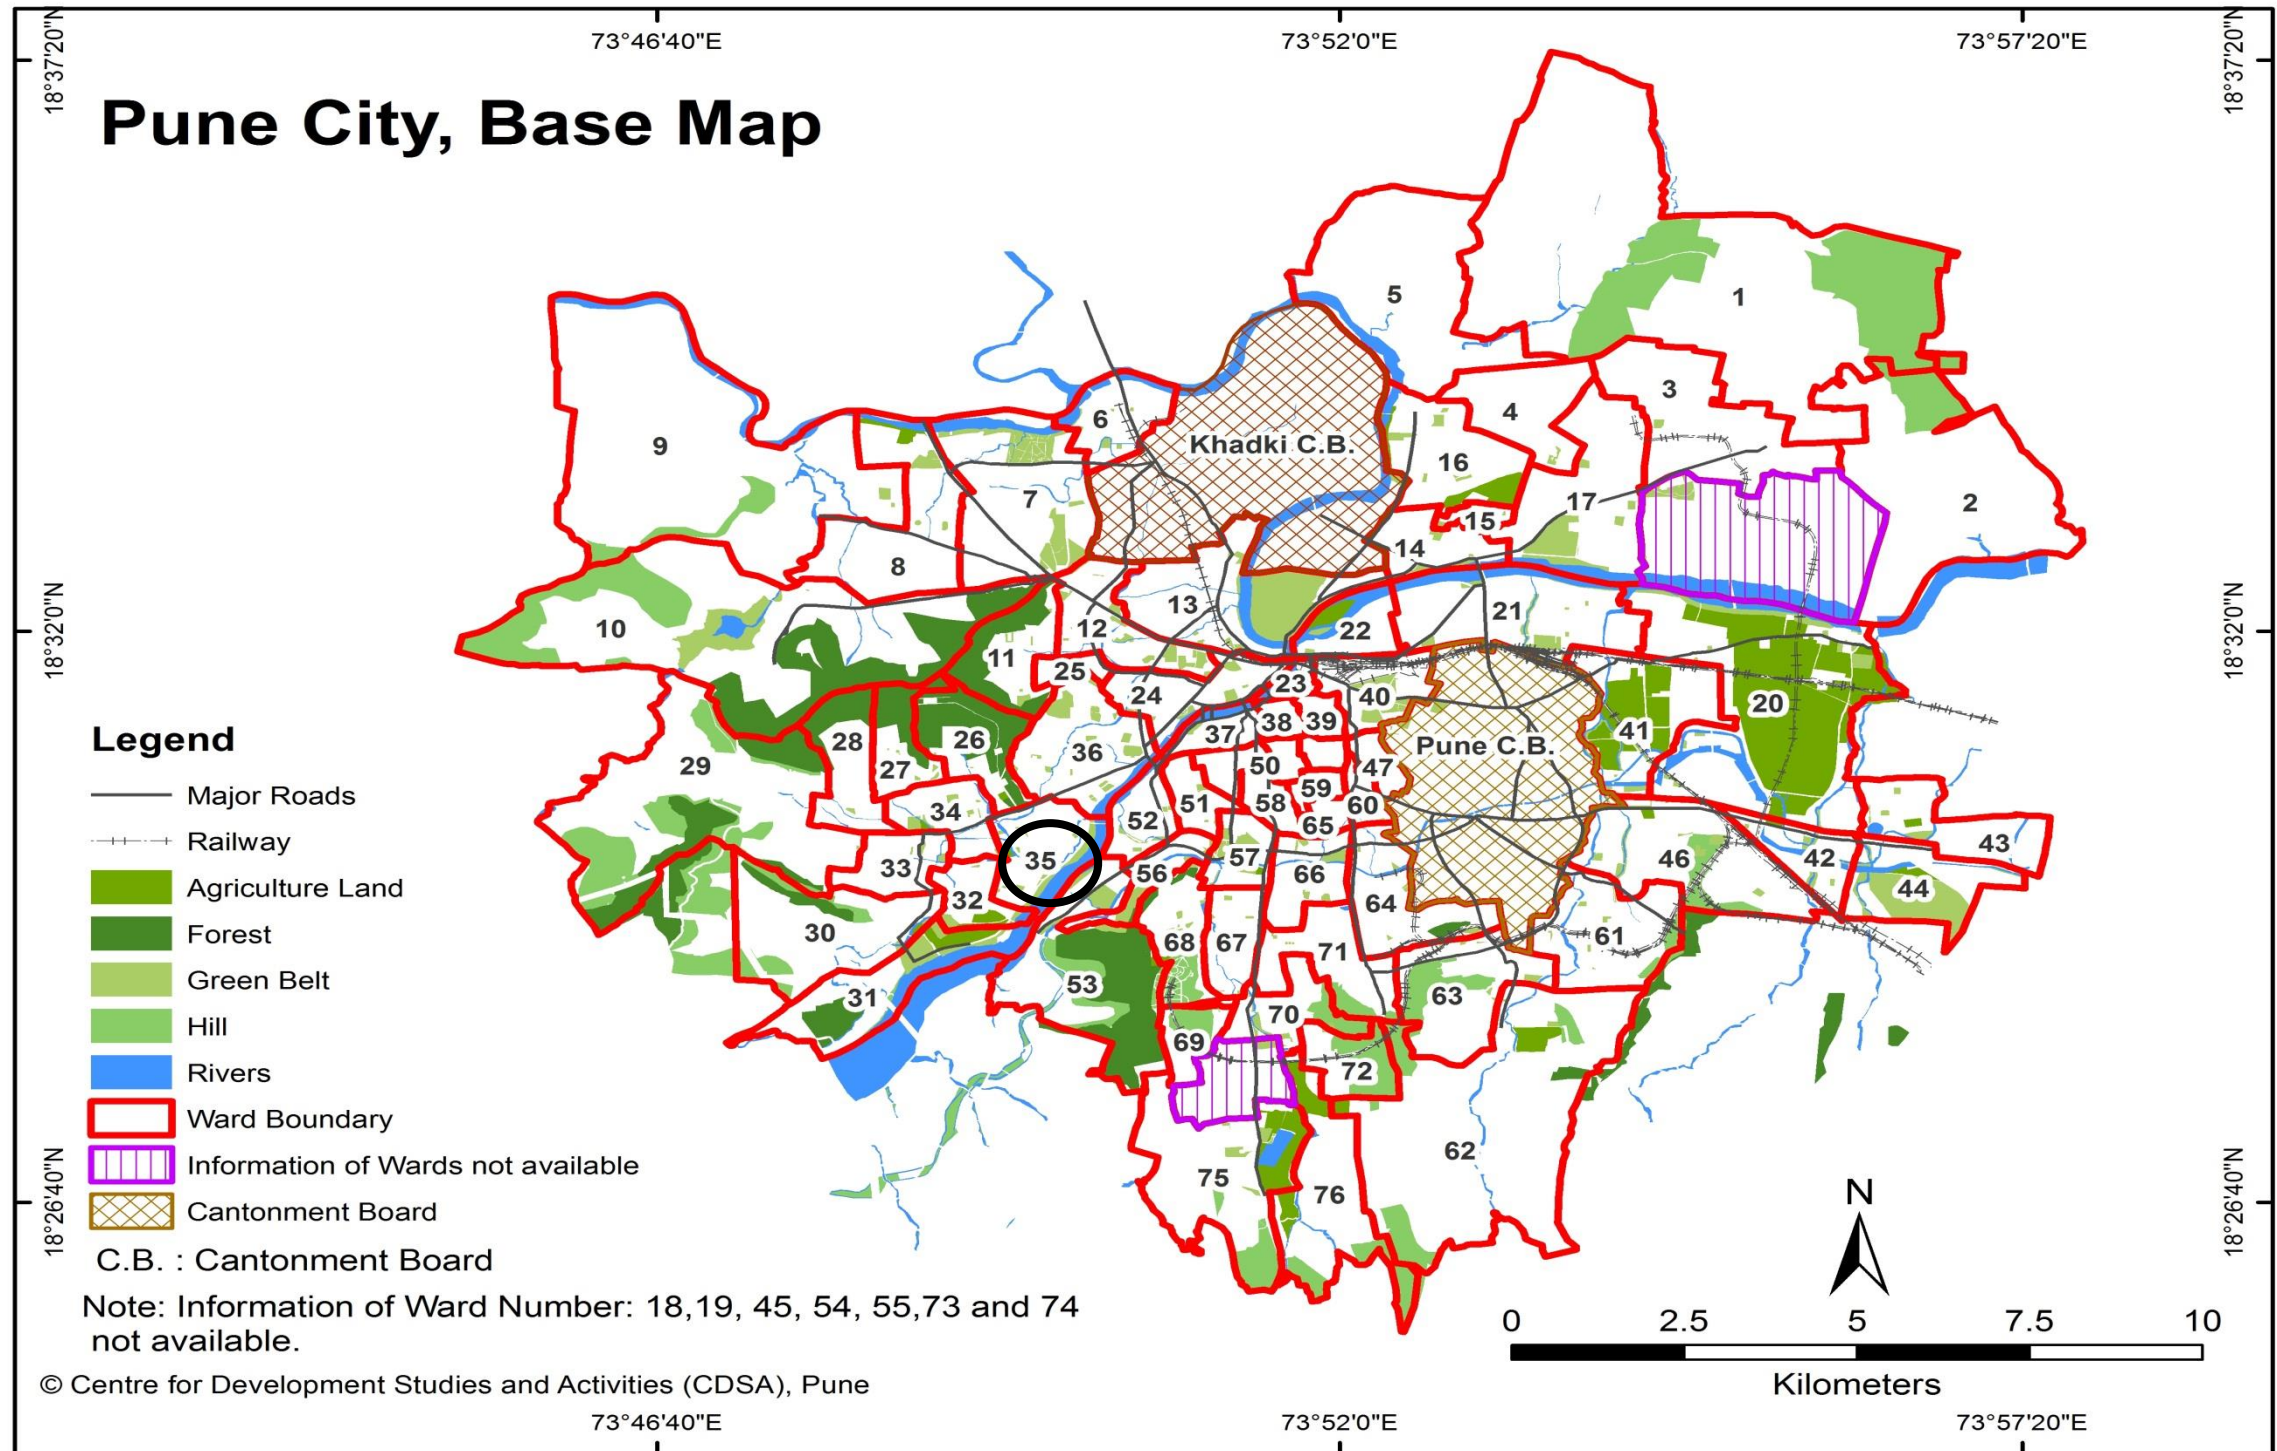 73°46'40"E
73°52'0"E
73°57'20"E
18°37'20"N
18°37'20"N
Pune City, Base Map
5
1
3
4
9
6
Khadki C.B.
16
7
17
2
15
14
8
13
21
10
12
22
11
25
23
24
40
20
38
39
37
41
28
26
36
Pune C.B.
29
27
50
47
59
51
58
60
34
52
65
43
35
57
46
42
33
56
66
44
32
64
30
68
67
61
71
53
31
63
70
69
72
62
75
76
18°32'0"N
18°32'0"N
Legend
Major Roads
Railway
Agriculture Land
Forest
Green Belt
Hill
Rivers
Ward Boundary
Information of Wards not available
Cantonment Board
C.B. : Cantonment Board
Note: Information of Ward Number: 18,19, 45, 54, 55,73 and 74
not available.
© Centre for Development Studies and Activities (CDSA), Pune
18°26'40"N
18°26'40"N
N
0 2.5 5 7.5 10
Kilometers
73°46'40"E
73°52'0"E
73°57'20"E